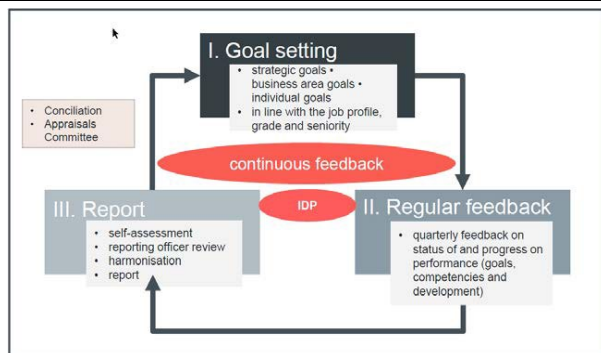 I. Goal setting
• strategic goals •
business area goals •
individual goals
• in line with the job profile,
grade and seniority
• Conciliation
• Appraisals
Committee
continuous feedback
IDP
III. Report
• self-assessment
• reporting officer review
• harmonisation
• report
II. Regular feedback
• quarterly feedback on
status of and progress on
performance (goals,
competencies and
development)